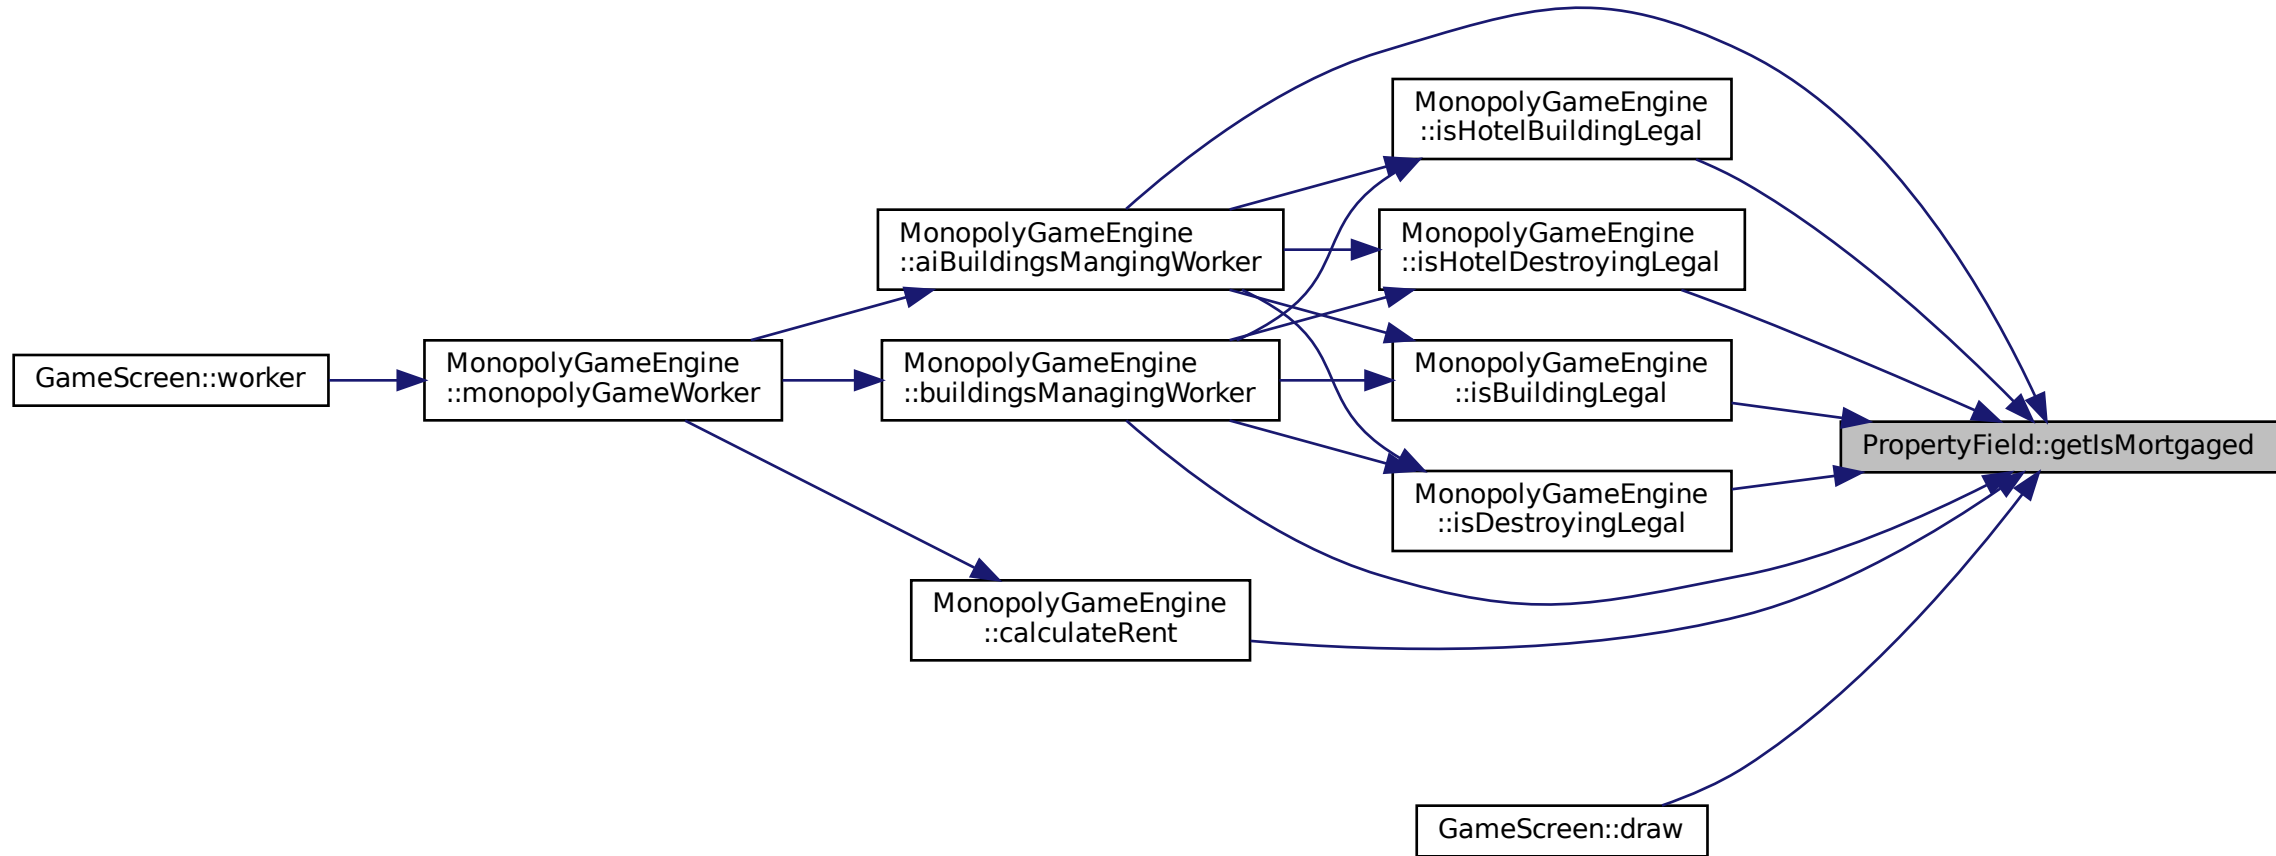 MonopolyGameEngine
::isHotelBuildingLegal
MonopolyGameEngine
::aiBuildingsMangingWorker
MonopolyGameEngine
::isHotelDestroyingLegal
GameScreen::worker
MonopolyGameEngine
::monopolyGameWorker
MonopolyGameEngine
::buildingsManagingWorker
MonopolyGameEngine
::isBuildingLegal
PropertyField::getIsMortgaged
MonopolyGameEngine
::isDestroyingLegal
MonopolyGameEngine
::calculateRent
GameScreen::draw